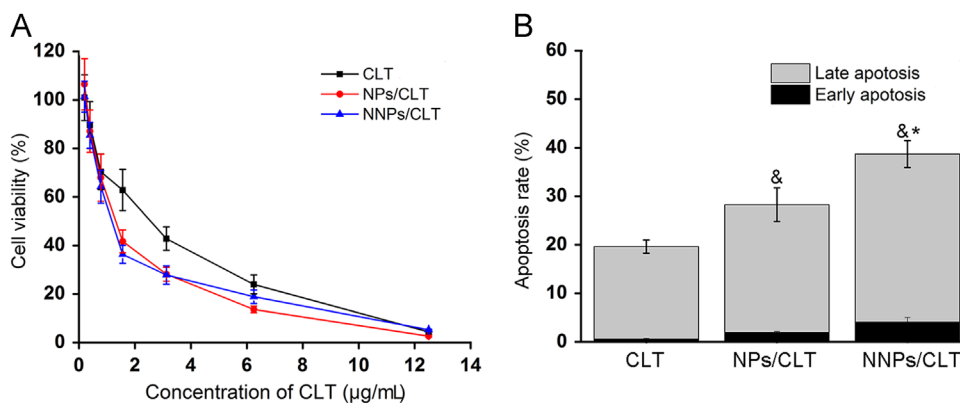 A
120
100
80
60
40
20
0
Cell viability (%)
CLT
NPs/CLT
NNPs/CLT
0 2 4 6 8 10 12 14
Concentration of CLT (µg/mL)
B
60
50
40
30
20
10
0
Apoptosis rate (%)
Late apotosis
Early apotosis
&
& *
CLT NPs/CLT NNPs/CLT